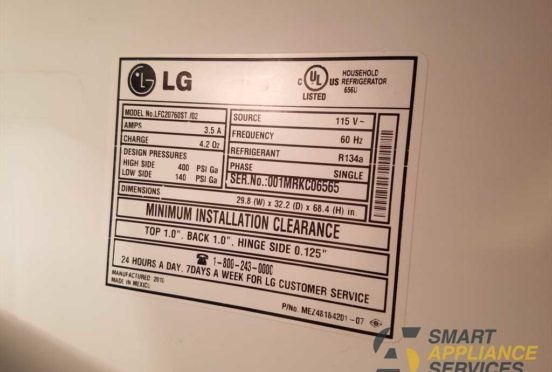 LG
C UL US
LISTED
HOUSEHOLD
REFRIGERATOR
656U
MODEL No.LFC20760ST /02
AMPS 3.5 A
CHARGE 4.2 Oz
DESIGN PRESSURES
HIGH SIDE 400 PSI Ga
LOW SIDE 140 PSI Ga
SOURCE 115 V~
FREQUENCY 60 Hz
REFRIGERANT R134a
PHASE SINGLE
SER.No.:001MRKC06565
DIMENSIONS 29.8 (W) x 32.2 (D) x 68.4 (H) in.
MINIMUM INSTALLATION CLEARANCE
TOP 1.0". BACK 1.0". HINGE SIDE 0.125"
1-800-243-0000
24 HOURS A DAY. 7DAYS A WEEK FOR LG CUSTOMER SERVICE
MANUFACTURED 2010
MADE IN MEXICO
P/No. MEZ48184201-07
SMART
APPLIANCE
SERVICES